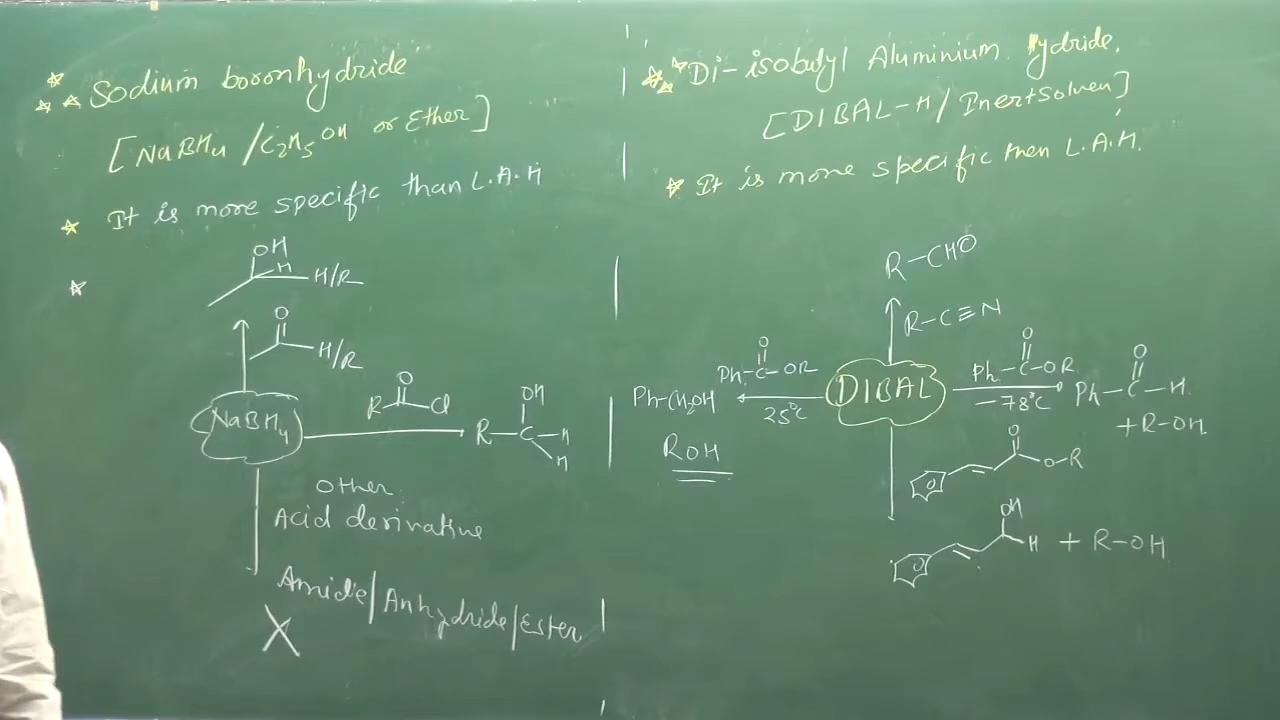 Sodium boronhydride
[NaBH4 / C2H5OH or Ether]
It is more specific than L.A.H
OH
H
H/R
O
H/R
NaBH4
O
R Cl
OH
R-C-H
H
Other
Acid derivative
Amide/Anhydride/Ester
X
Di-isobutyl Aluminium Hydride.
[DIBAL-H / Inert Solven]
It is more specific then L.A.H.
R-CHO
R-C≡N
DIBAL
O
Ph-C-OR
25°C
Ph-CH2OH
ROH
O
Ph-C-OR
-78°C
O
Ph-C-H
+R-OH
O
O-R
OH
H + R-OH